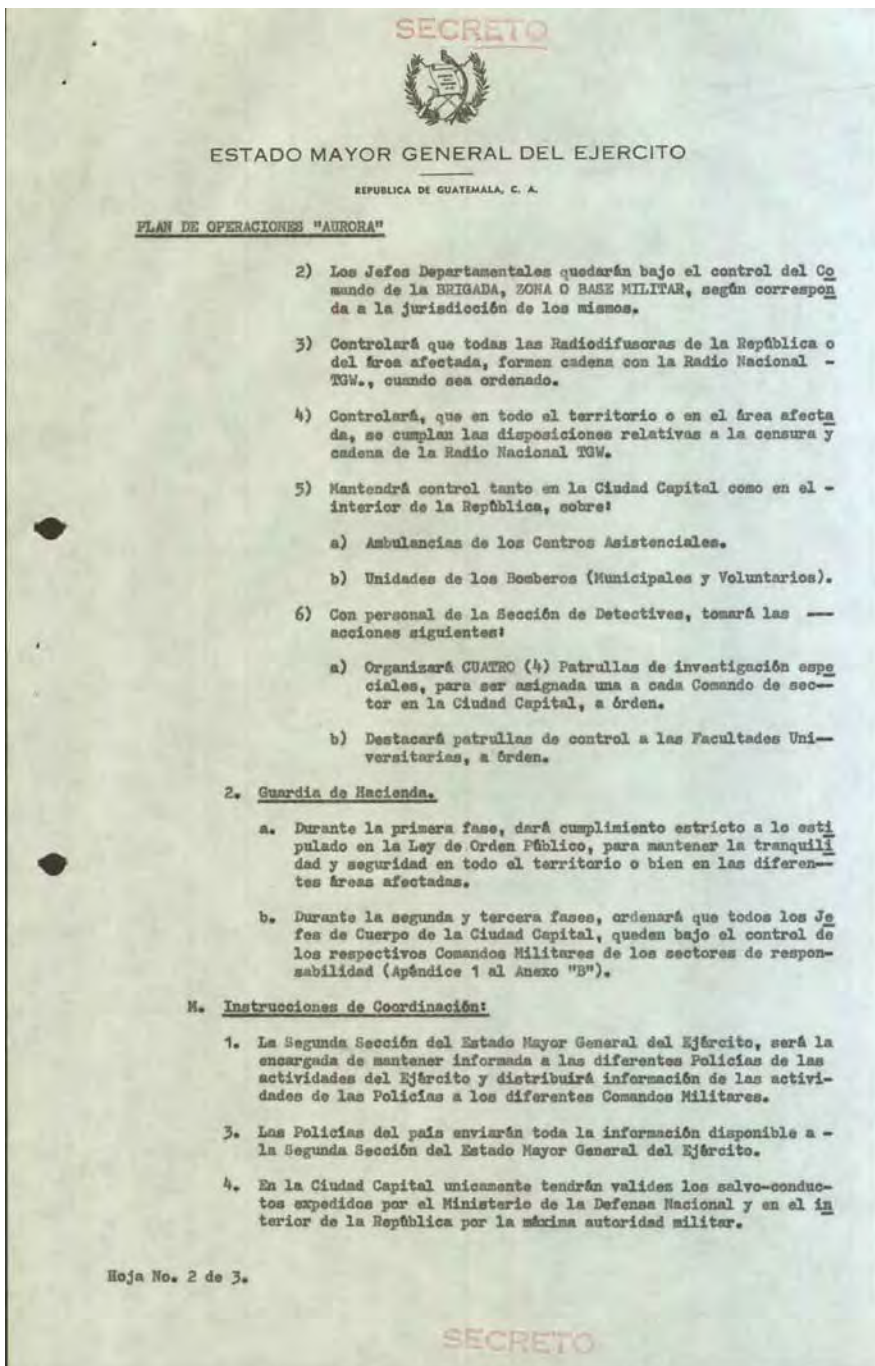 SECRETO
ESTADO MAYOR GENERAL DEL EJERCITO
REPUBLICA DE GUATEMALA, C. A.
PLAN DE OPERACIONES "AURORA"
2) Los Jefes Departamentales quedarán bajo el control del Co
mando de la BRIGADA, ZONA O BASE MILITAR, según correspon
da a la jurisdicción de los mismos.
3) Controlará que todas las Radiodifusoras de la República o
del área afectada, formen cadena con la Radio Nacional -
TGW., cuando sea ordenado.
4) Controlará, que en todo el territorio o en el área afecta
da, se cumplan las disposiciones relativas a la censura y
cadena de la Radio Nacional TGW.
5) Mantendrá control tanto en la Ciudad Capital como en el -
interior de la República, sobre:
a) Ambulancias de los Centros Asistenciales.
b) Unidades de los Bomberos (Municipales y Voluntarios).
6) Con personal de la Sección de Detectives, tomará las --
acciones siguientes:
a) Organizará CUATRO (4) Patrullas de investigación espe
ciales, para ser asignada una a cada Comando de sec--
tor en la Ciudad Capital, a órden.
b) Destacará patrullas de control a las Facultades Uni--
versitarias, a órden.
2. Guardia de Hacienda.
a. Durante la primera fase, dará cumplimiento estricto a lo esti
pulado en la Ley de Orden Público, para mantener la tranquili
dad y seguridad en todo el territorio o bien en las diferen--
tes áreas afectadas.
b. Durante la segunda y tercera fases, ordenará que todos los Je
fes de Cuerpo de la Ciudad Capital, queden bajo el control de
los respectivos Comandos Militares de los sectores de respon-
sabilidad (Apéndice 1 al Anexo "B").
M. Instrucciones de Coordinación:
1. La Segunda Sección del Estado Mayor General del Ejército, será la
encargada de mantener informada a las diferentes Policías de las
actividades del Ejército y distribuirá información de las activi-
dades de las Policías a los diferentes Comandos Militares.
3. Las Policías del país enviarán toda la información disponible a -
la Segunda Sección del Estado Mayor General del Ejército.
4. En la Ciudad Capital unicamente tendrán validez los salvo-conduc-
tos expedidos por el Ministerio de la Defensa Nacional y en el in
terior de la República por la máxima autoridad militar.
Hoja No. 2 de 3.
SECRETO